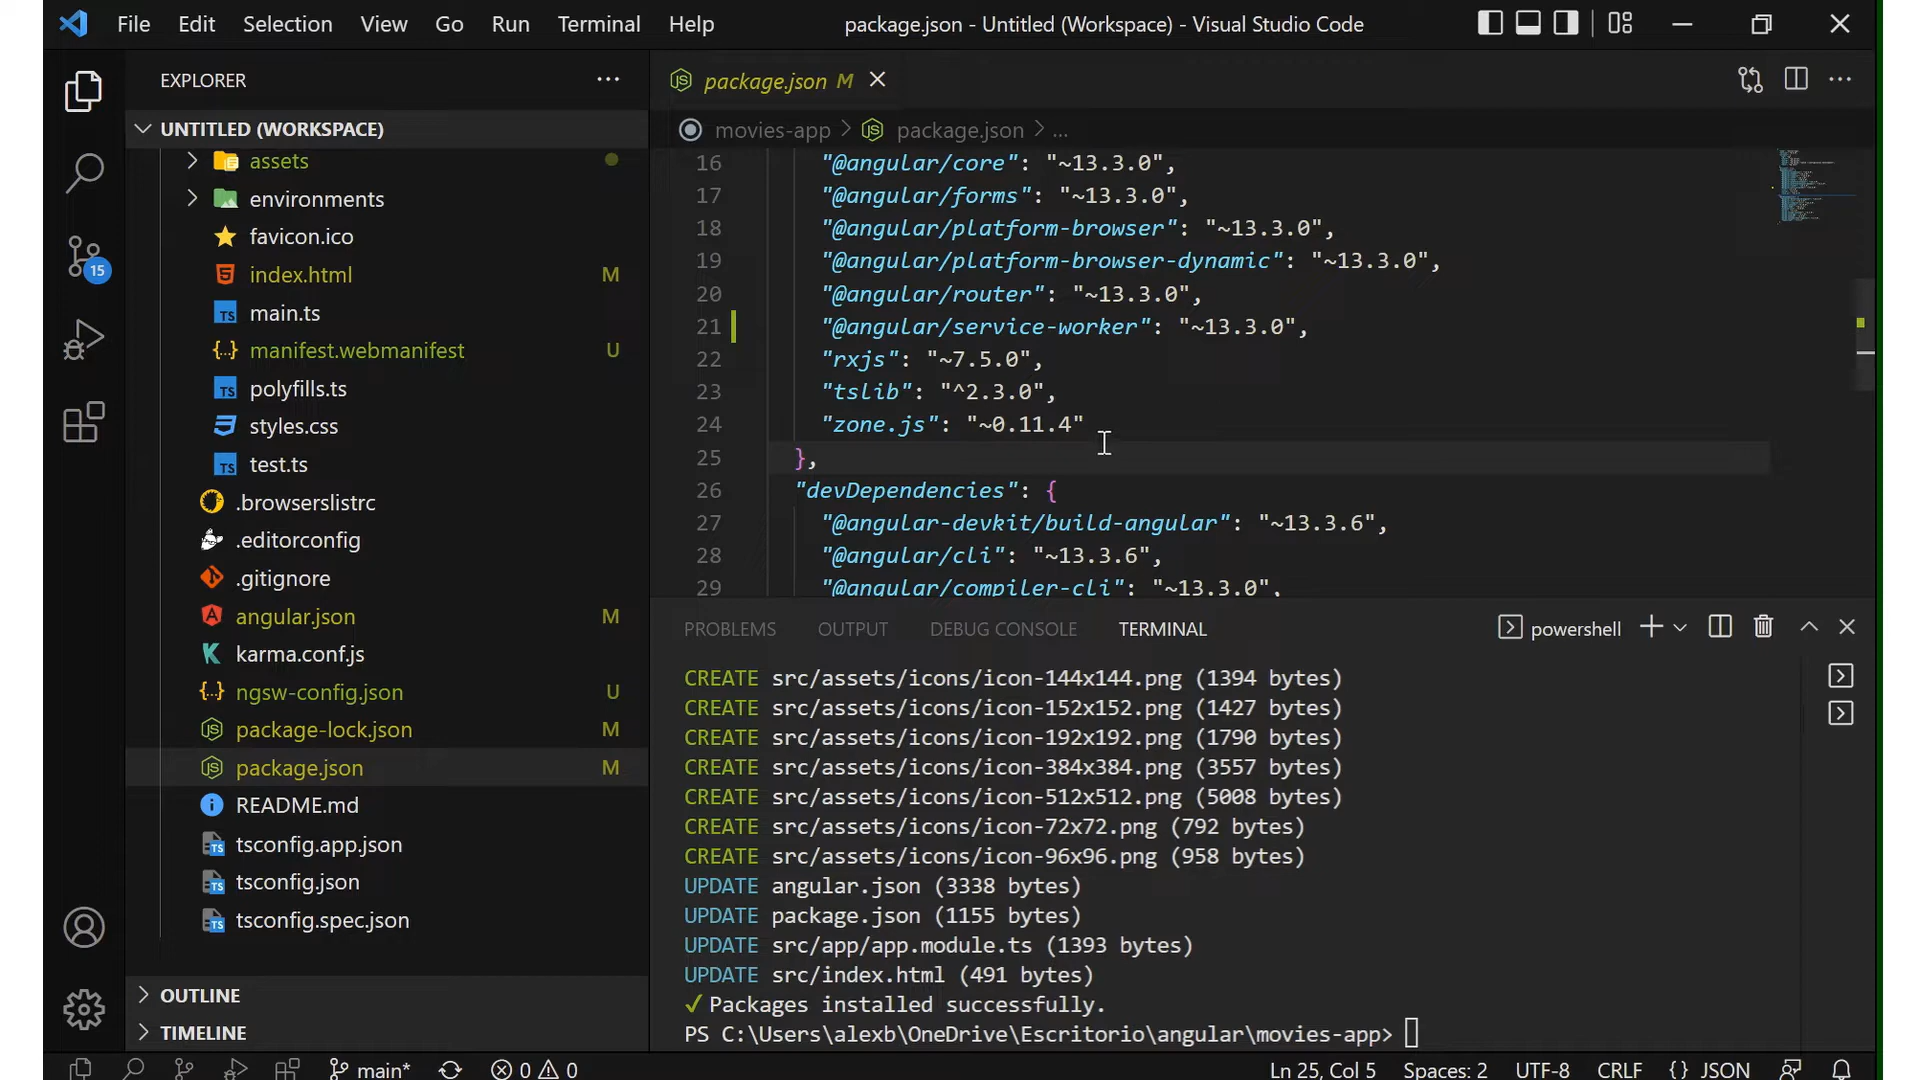 File Edit Selection View Go Run Terminal Help
package.json - Untitled (Workspace) - Visual Studio Code
EXPLORER
UNTITLED (WORKSPACE)
assets
environments
favicon.ico
index.html M
main.ts
manifest.webmanifest U
polyfills.ts
styles.css
test.ts
.browserslistrc
.editorconfig
.gitignore
angular.json M
karma.conf.js
ngsw-config.json U
package-lock.json M
package.json M
README.md
tsconfig.app.json
tsconfig.json
tsconfig.spec.json
OUTLINE
TIMELINE
15
package.json M
movies-app > package.json > ...
16 "@angular/core": "~13.3.0",
17 "@angular/forms": "~13.3.0",
18 "@angular/platform-browser": "~13.3.0",
19 "@angular/platform-browser-dynamic": "~13.3.0",
20 "@angular/router": "~13.3.0",
21 "@angular/service-worker": "~13.3.0",
22 "rxjs": "~7.5.0",
23 "tslib": "^2.3.0",
24 "zone.js": "~0.11.4"
25 },
26 "devDependencies": {
27 "@angular-devkit/build-angular": "~13.3.6",
28 "@angular/cli": "~13.3.6",
29 "@angular/compiler-cli": "~13.3.0",
PROBLEMS OUTPUT DEBUG CONSOLE TERMINAL
powershell
CREATE src/assets/icons/icon-144x144.png (1394 bytes)
CREATE src/assets/icons/icon-152x152.png (1427 bytes)
CREATE src/assets/icons/icon-192x192.png (1790 bytes)
CREATE src/assets/icons/icon-384x384.png (3557 bytes)
CREATE src/assets/icons/icon-512x512.png (5008 bytes)
CREATE src/assets/icons/icon-72x72.png (792 bytes)
CREATE src/assets/icons/icon-96x96.png (958 bytes)
UPDATE angular.json (3338 bytes)
UPDATE package.json (1155 bytes)
UPDATE src/app/app.module.ts (1393 bytes)
UPDATE src/index.html (491 bytes)
✓ Packages installed successfully.
PS C:\Users\alexb\OneDrive\Escritorio\angular\movies-app>
main* 0 0 Ln 25, Col 5 Spaces: 2 UTF-8 CRLF {} JSON